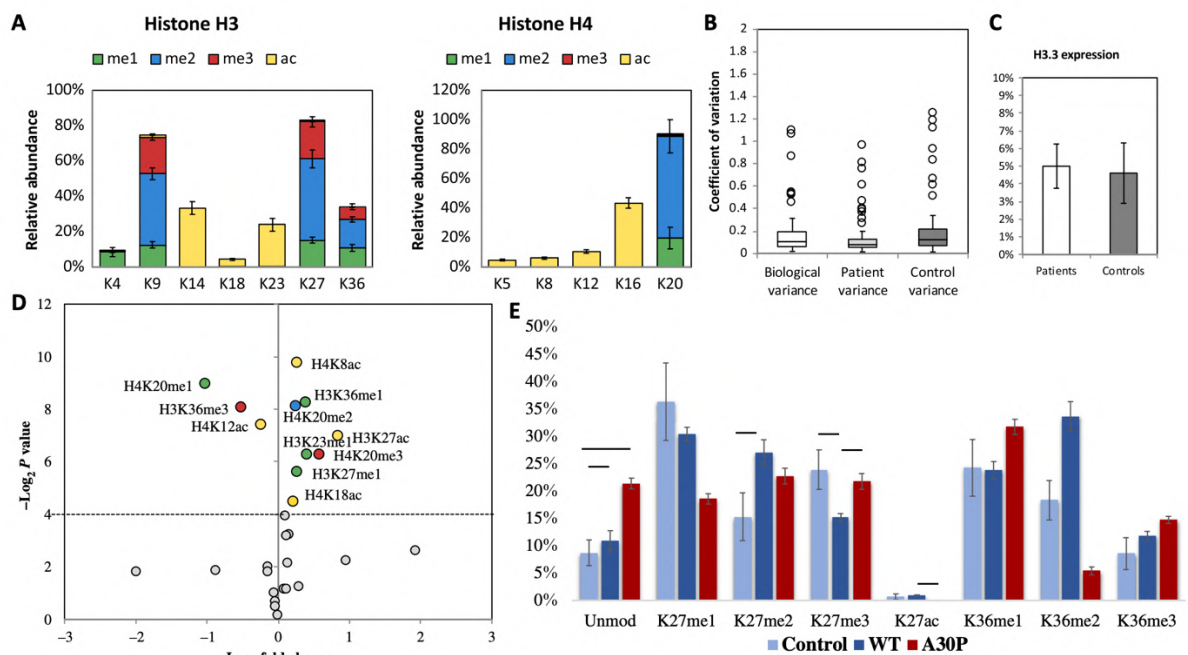 A
Histone H3
me1 me2 me3 ac
Relative abundance
100%
80%
60%
40%
20%
0%
K4 K9 K14 K18 K23 K27 K36
Histone H4
me1 me2 me3 ac
Relative abundance
120%
100%
80%
60%
40%
20%
0%
K5 K8 K12 K16 K20
B
Coefficient of variation
2
1.8
1.6
1.4
1.2
1
0.8
0.6
0.4
0.2
0
Biological variance
Patient variance
Control variance
C
H3.3 expression
10%
9%
8%
7%
6%
5%
4%
3%
2%
1%
0%
Patients Controls
D
−Log2 P value
12
10
8
6
4
2
0
−3 −2 −1 0 1 2 3
H4K8ac
H4K20me1
H3K36me1
H3K36me3
H4K20me2
H4K12ac
H3K27ac
H3K23me1
H4K20me3
H3K27me1
H4K18ac
E
50%
45%
40%
35%
30%
25%
20%
15%
10%
5%
0%
Unmod K27me1 K27me2 K27me3 K27ac K36me1 K36me2 K36me3
Control WT A30P